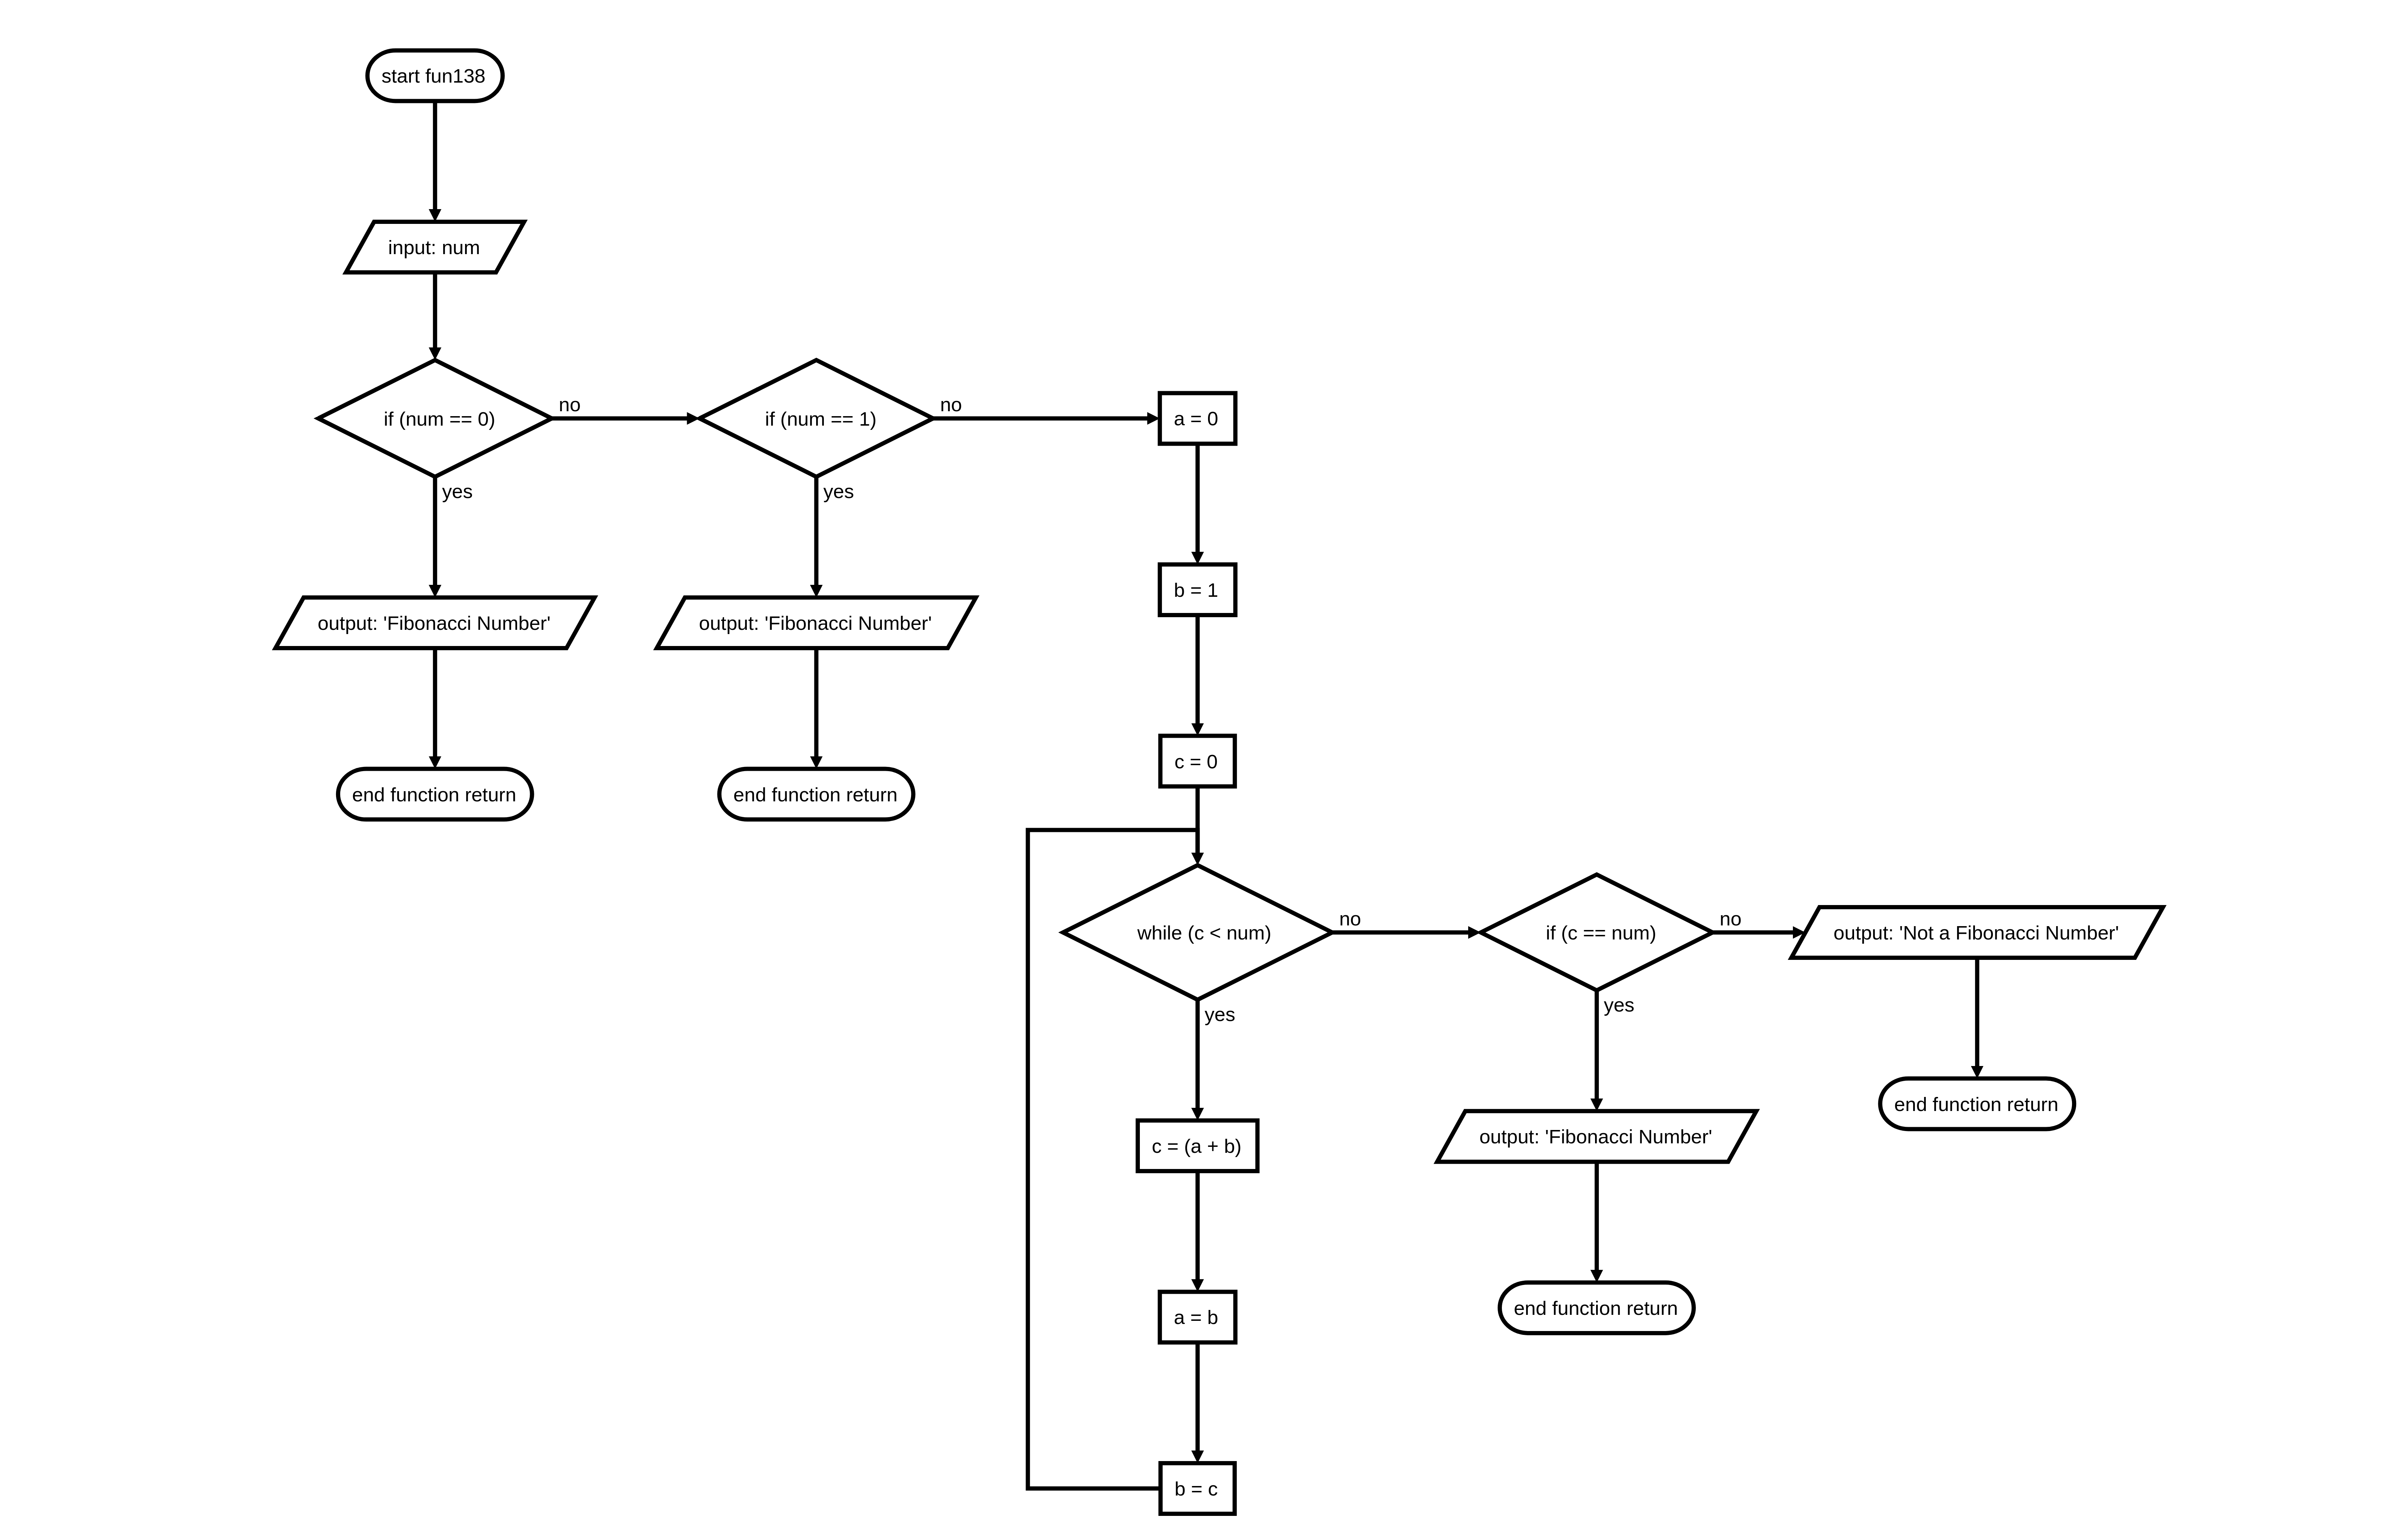 start fun138
input: num
if (num == 0)
no
if (num == 1)
no
a = 0
yes
yes
b = 1
output: 'Fibonacci Number'
output: 'Fibonacci Number'
c = 0
end function return
end function return
while (c < num)
no
if (c == num)
no
output: 'Not a Fibonacci Number'
yes
yes
end function return
c = (a + b)
output: 'Fibonacci Number'
a = b
end function return
b = c